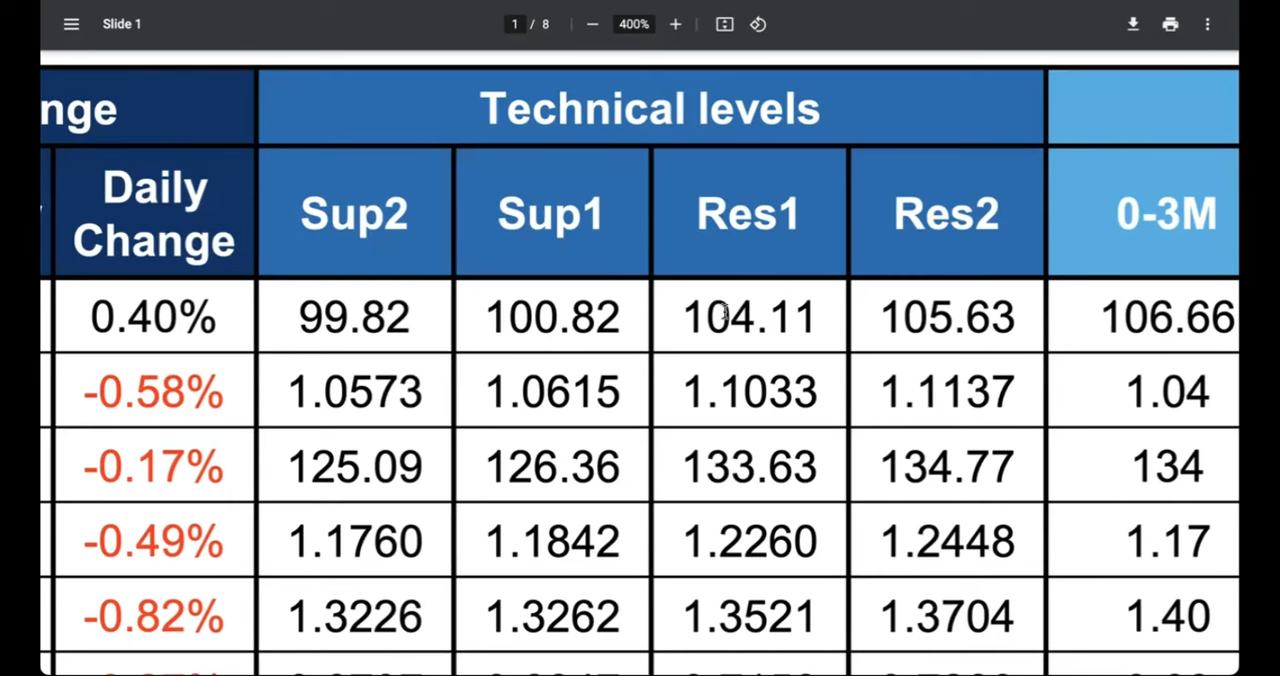 Slide 1 1 / 8 400%
nge Technical levels
Daily Change Sup2 Sup1 Res1 Res2 0-3M
0.40% 99.82 100.82 104.11 105.63 106.66
-0.58% 1.0573 1.0615 1.1033 1.1137 1.04
-0.17% 125.09 126.36 133.63 134.77 134
-0.49% 1.1760 1.1842 1.2260 1.2448 1.17
-0.82% 1.3226 1.3262 1.3521 1.3704 1.40